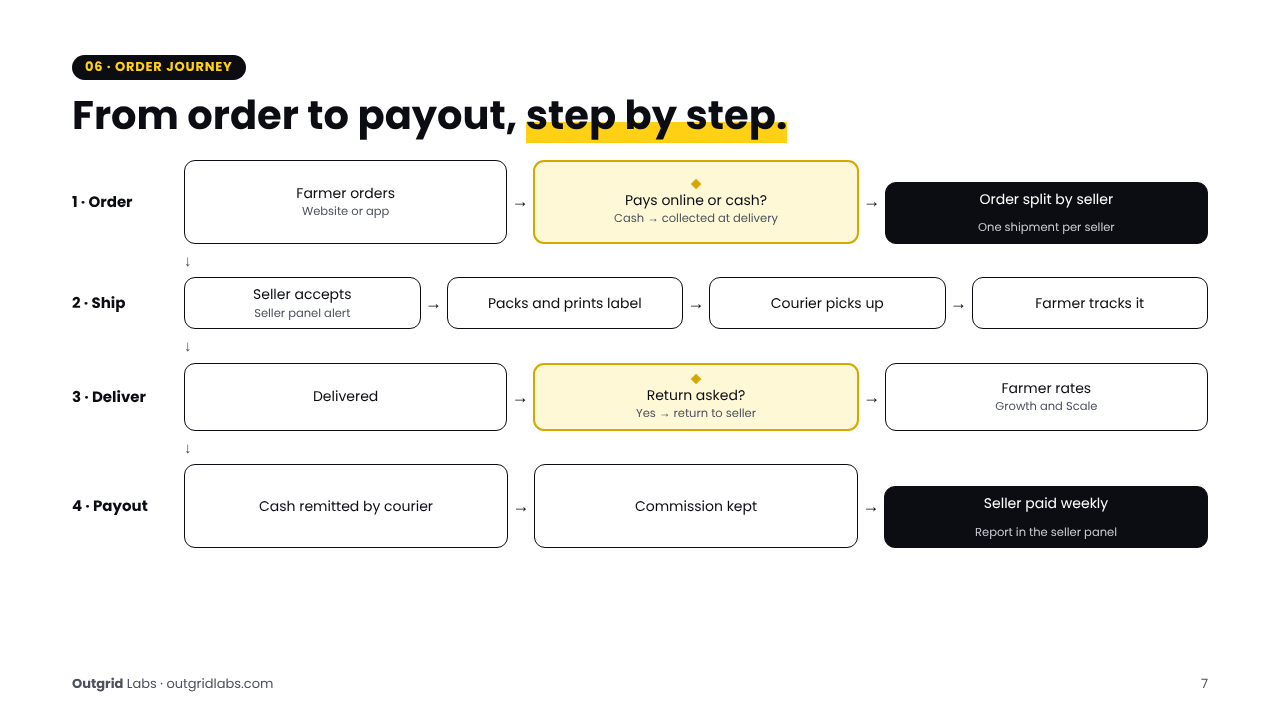 06 · ORDER JOURNEY
From order to payout, step by step.
1 · Order
Farmer orders
Website or app
→
◆
Pays online or cash?
Cash → collected at delivery
→
Order split by seller
One shipment per seller
↓
2 · Ship
Seller accepts
Seller panel alert
→
Packs and prints label
→
Courier picks up
→
Farmer tracks it
↓
3 · Deliver
Delivered
→
◆
Return asked?
Yes → return to seller
→
Farmer rates
Growth and Scale
↓
4 · Payout
Cash remitted by courier
→
Commission kept
→
Seller paid weekly
Report in the seller panel
Outgrid Labs · outgridlabs.com
7